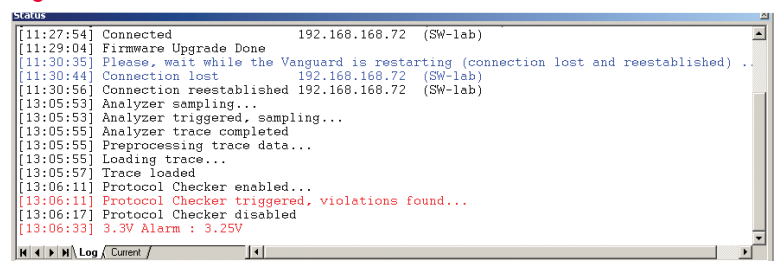 Status
[11:27:54] Connected 192.168.168.72 (SW-lab)
[11:29:04] Firmware Upgrade Done
[11:30:35] Please, wait while the Vanguard is restarting (connection lost and reestablished) ..
[11:30:44] Connection lost 192.168.168.72 (SW-lab)
[11:30:56] Connection reestablished 192.168.168.72 (SW-lab)
[13:05:53] Analyzer sampling...
[13:05:53] Analyzer triggered, sampling...
[13:05:55] Analyzer trace completed
[13:05:55] Preprocessing trace data...
[13:05:55] Loading trace...
[13:05:57] Trace loaded
[13:06:11] Protocol Checker enabled...
[13:06:11] Protocol Checker triggered, violations found...
[13:06:17] Protocol Checker disabled
[13:06:33] 3.3V Alarm : 3.25V
Log Current